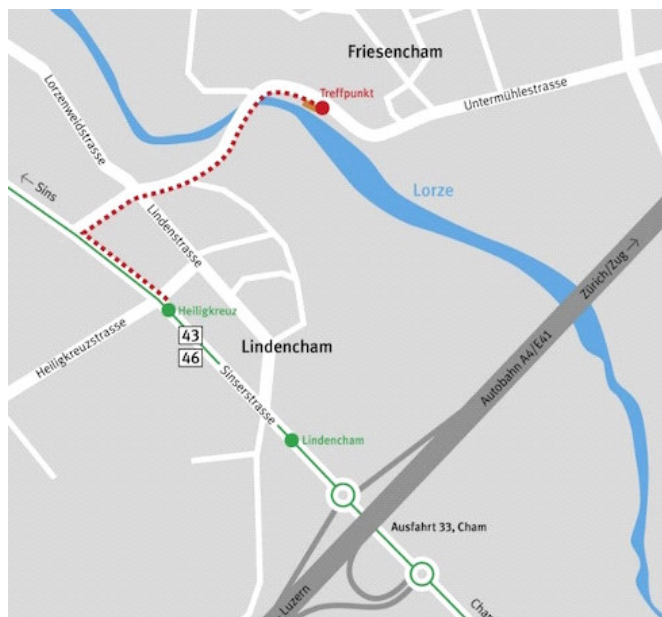 Friesencham
Treffpunkt
Untermühlestrasse
Lorzenweidstrasse
← Sins
Lorze
Lindenstrasse
Zürich/Zug →
Heiligkreuz
43
46
Heiligkreuzstrasse
Lindencham
Autobahn A4/E41
Sinserstrasse
Lindencham
Ausfahrt 33, Cham
Luzern